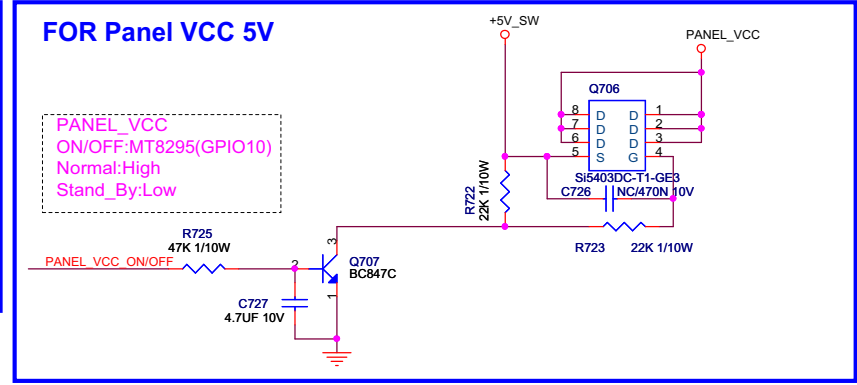 FOR Panel VCC 5V
+5V_SW
PANEL_VCC
Q706
8 D D 1
7 D D 2
6 D D 3
5 S G 4
Si5403DC-T1-GE3
C726 NC/470N 10V
R722
22K 1/10W
R723 22K 1/10W
PANEL_VCC
ON/OFF:MT8295(GPIO10)
Normal:High
Stand_By:Low
R725
47K 1/10W
PANEL_VCC_ON/OFF
2
3
1
Q707
BC847C
C727
4.7UF 10V